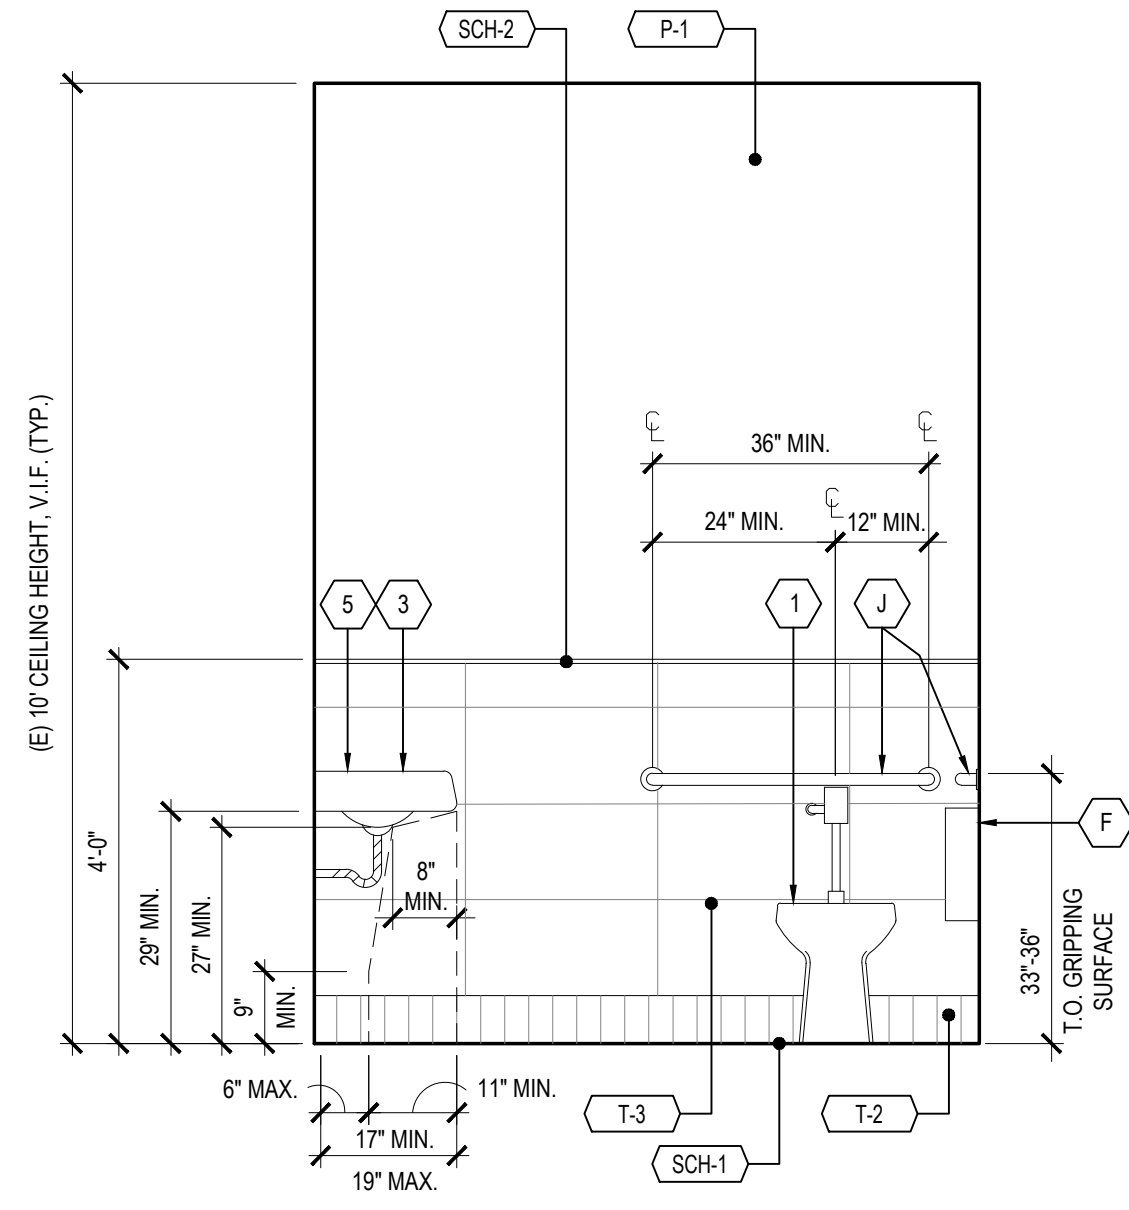 SCH-2
P-1
℄
℄
36" MIN.
℄
24" MIN.
12" MIN.
(E) 10' CEILING HEIGHT, V.I.F. (TYP.)
5
3
1
J
F
4'-0"
29" MIN.
27" MIN.
9"
MIN.
8"
MIN.
33"-36"
T.O. GRIPPING
SURFACE
6" MAX.
11" MIN.
17" MIN.
19" MAX.
T-3
T-2
SCH-1